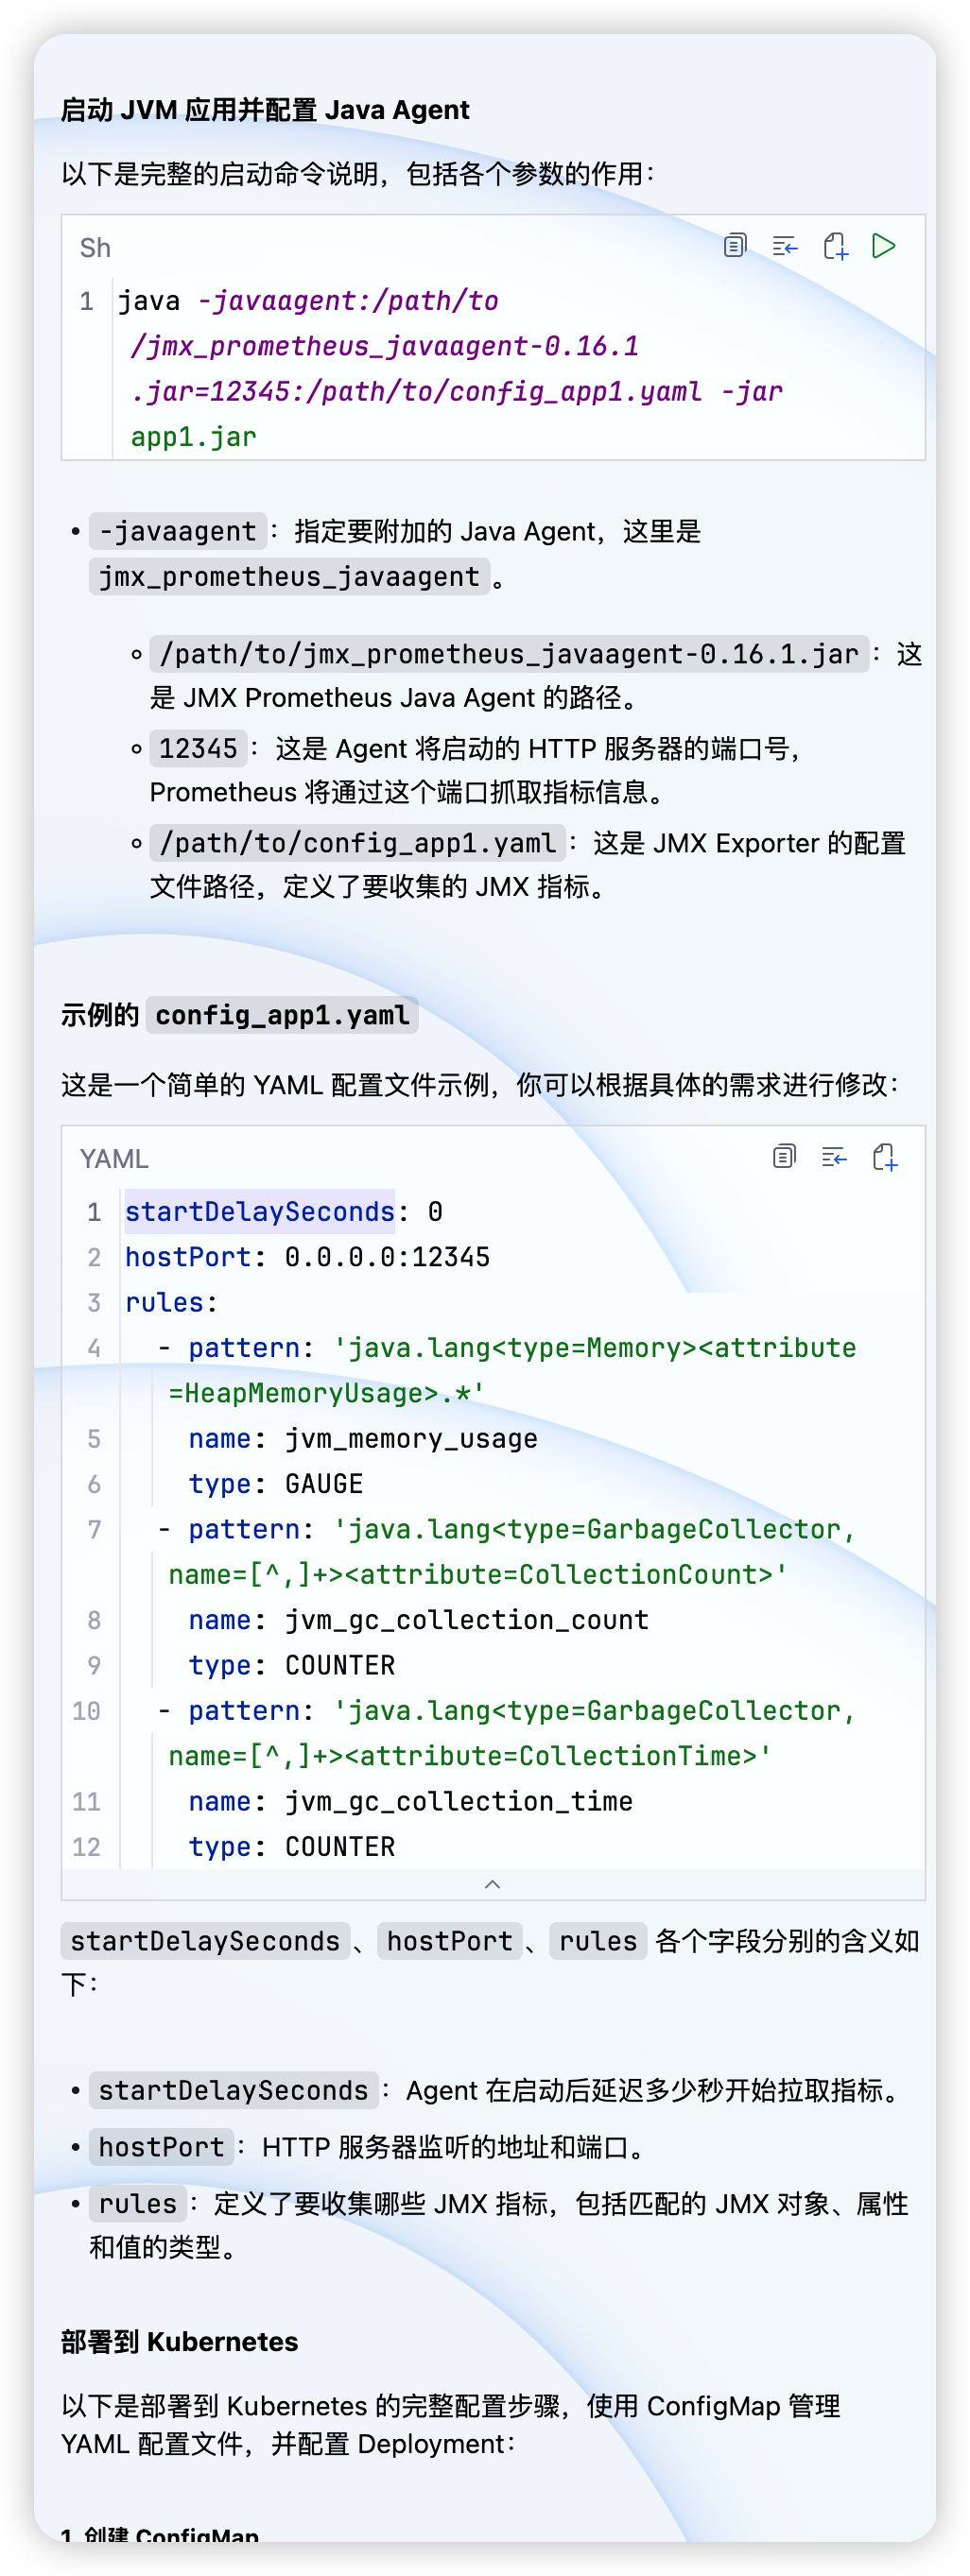 启动 JVM 应用并配置 Java Agent
以下是完整的启动命令说明，包括各个参数的作用：
Sh
1 java -javaagent:/path/to
/jmx_prometheus_javaagent-0.16.1
.jar=12345:/path/to/config_app1.yaml -jar
app1.jar
• -javaagent： 指定要附加的 Java Agent，这里是
jmx_prometheus_javaagent 。
◦ /path/to/jmx_prometheus_javaagent-0.16.1.jar： 这
是 JMX Prometheus Java Agent 的路径。
◦ 12345： 这是 Agent 将启动的 HTTP 服务器的端口号，
Prometheus 将通过这个端口抓取指标信息。
◦ /path/to/config_app1.yaml： 这是 JMX Exporter 的配置
文件路径，定义了要收集的 JMX 指标。
示例的 config_app1.yaml
这是一个简单的 YAML 配置文件示例，你可以根据具体的需求进行修改：
YAML
1 startDelaySeconds: 0
2 hostPort: 0.0.0.0:12345
3 rules:
4 - pattern: 'java.lang<type=Memory><attribute
=HeapMemoryUsage>.*'
5 name: jvm_memory_usage
6 type: GAUGE
7 - pattern: 'java.lang<type=GarbageCollector,
name=[^,]+><attribute=CollectionCount>'
8 name: jvm_gc_collection_count
9 type: COUNTER
10 - pattern: 'java.lang<type=GarbageCollector,
name=[^,]+><attribute=CollectionTime>'
11 name: jvm_gc_collection_time
12 type: COUNTER
startDelaySeconds 、 hostPort 、 rules 各个字段分别的含义如
下：
• startDelaySeconds： Agent 在启动后延迟多少秒开始拉取指标。
• hostPort： HTTP 服务器监听的地址和端口。
• rules： 定义了要收集哪些 JMX 指标，包括匹配的 JMX 对象、属性
和值的类型。
部署到 Kubernetes
以下是部署到 Kubernetes 的完整配置步骤，使用 ConfigMap 管理
YAML 配置文件，并配置 Deployment：
1. 创建 ConfigMap